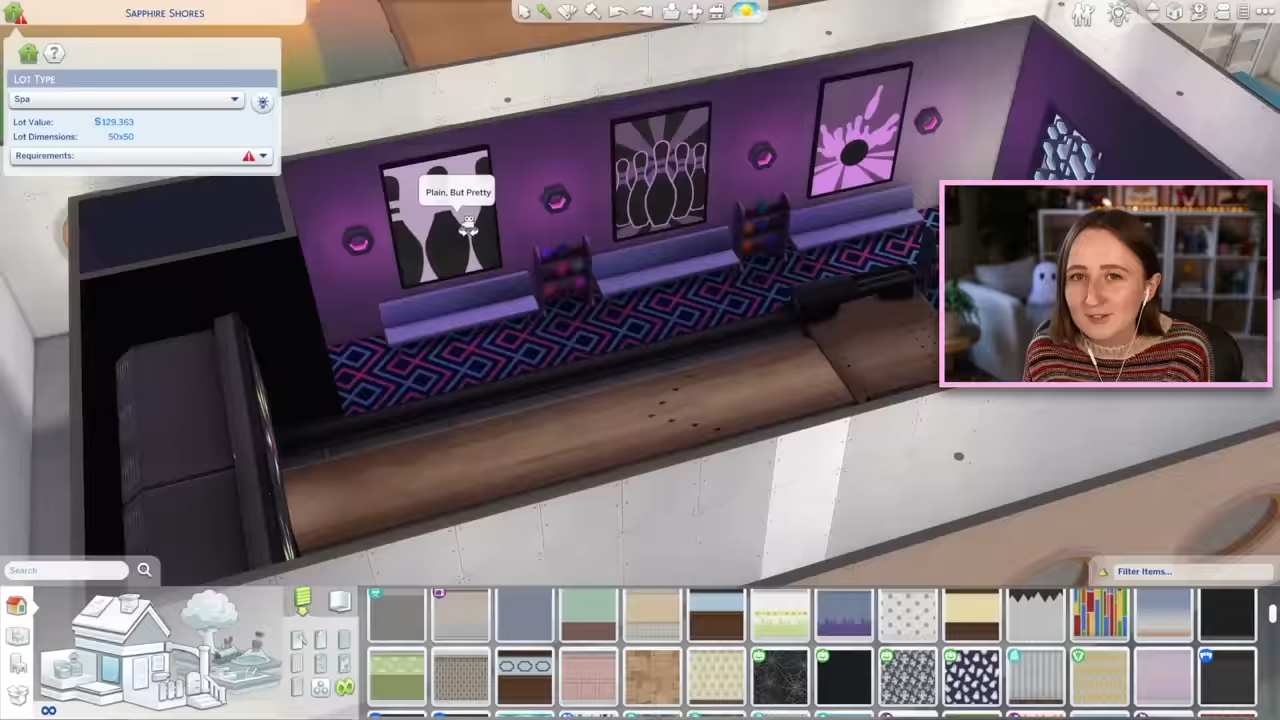 SAPPHIRE SHORES
LOT TYPE
Spa
Lot Value: §129,363
Lot Dimensions: 50x50
Requirements:
Plain, But Pretty
Search
Filter Items...